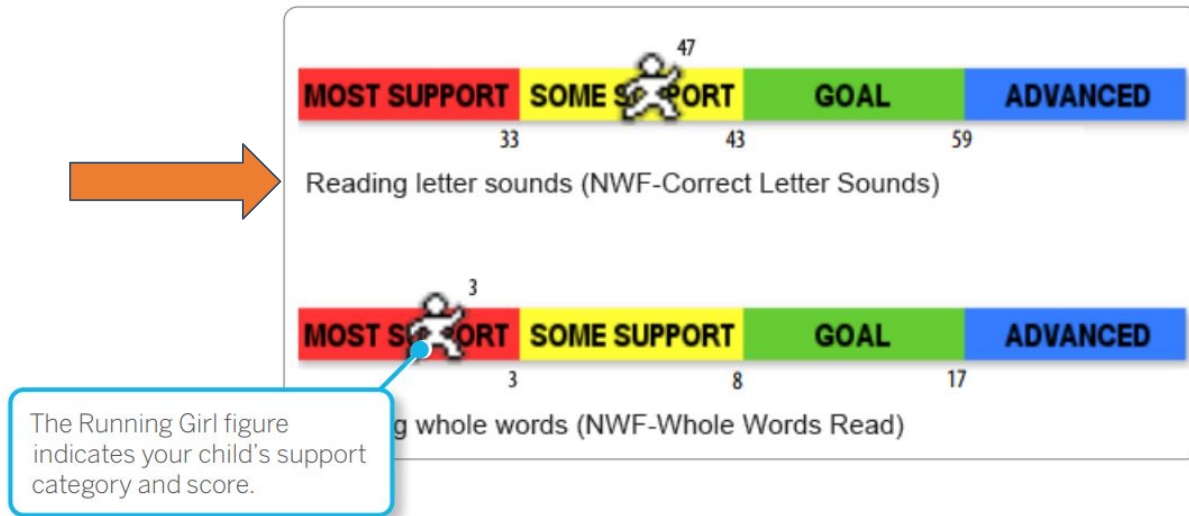 47
MOST SUPPORT SOME SUPPORT GOAL ADVANCED
33 43 59
Reading letter sounds (NWF-Correct Letter Sounds)
3
MOST SUPPORT SOME SUPPORT GOAL ADVANCED
3 8 17
g whole words (NWF-Whole Words Read)
The Running Girl figure
indicates your child's support
category and score.